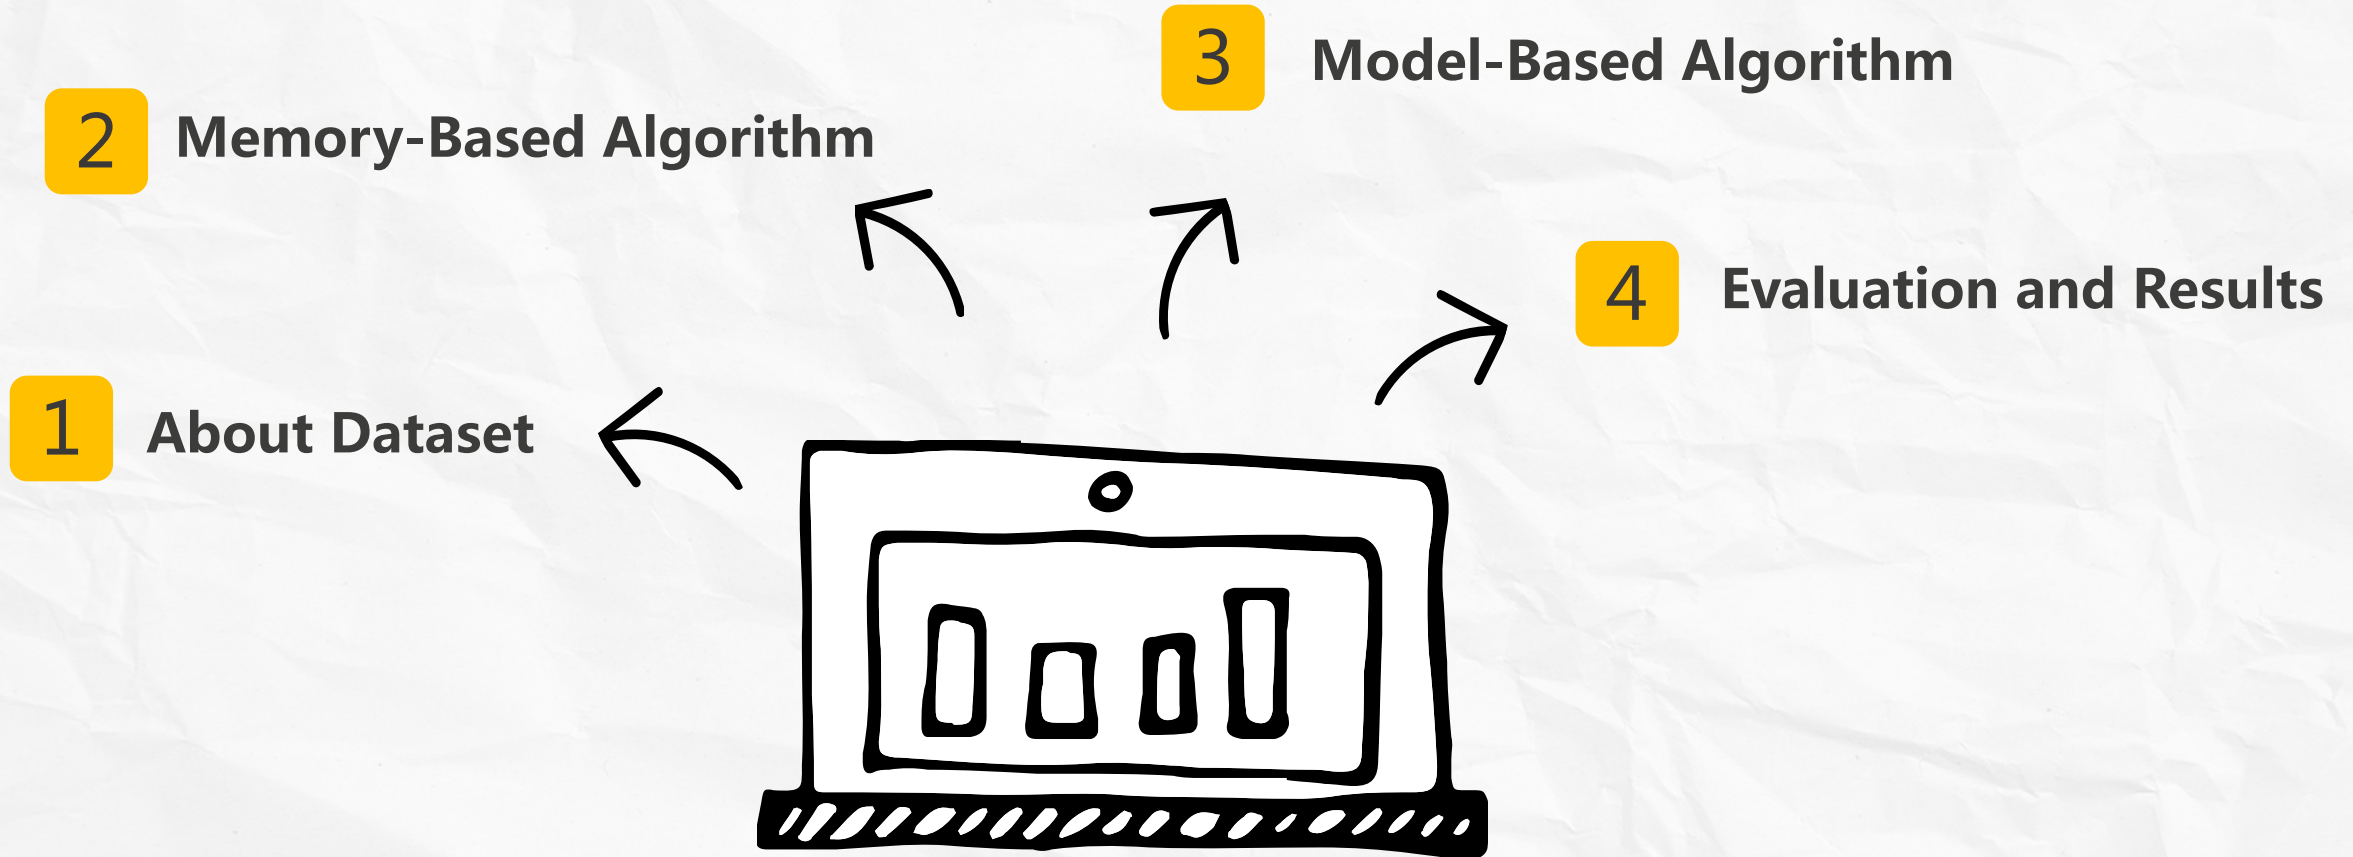 1 About Dataset
2 Memory-Based Algorithm
3 Model-Based Algorithm
4 Evaluation and Results